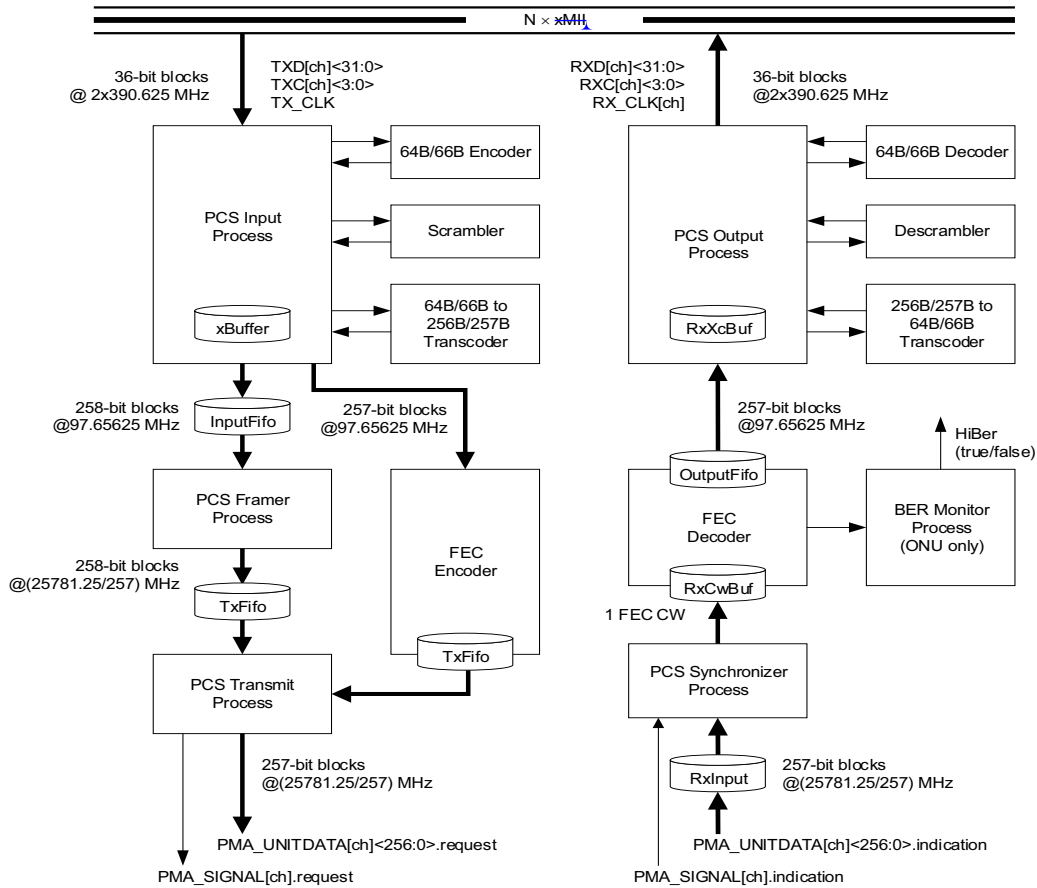 N × xMII
36-bit blocks
@ 2x390.625 MHz
TXD[ch]<31:0>
TXC[ch]<3:0>
TX_CLK
PCS Input
Process
xBuffer
64B/66B Encoder
Scrambler
64B/66B to
256B/257B
Transcoder
258-bit blocks
@97.65625 MHz
InputFifo
257-bit blocks
@97.65625 MHz
PCS Framer
Process
258-bit blocks
@(25781.25/257) MHz
TxFifo
FEC
Encoder
TxFifo
PCS Transmit
Process
257-bit blocks
@(25781.25/257) MHz
PMA_UNITDATA[ch]<256:0>.request
PMA_SIGNAL[ch].request
RXD[ch]<31:0>
RXC[ch]<3:0>
RX_CLK[ch]
36-bit blocks
@2x390.625 MHz
PCS Output
Process
RxXcBuf
64B/66B Decoder
Descrambler
256B/257B to
64B/66B
Transcoder
257-bit blocks
@97.65625 MHz
OutputFifo
FEC
Decoder
RxCwBuf
HiBer
(true/false)
BER Monitor
Process
(ONU only)
1 FEC CW
PCS Synchronizer
Process
RxInput
257-bit blocks
@(25781.25/257) MHz
PMA_UNITDATA[ch]<256:0>.indication
PMA_SIGNAL[ch].indication